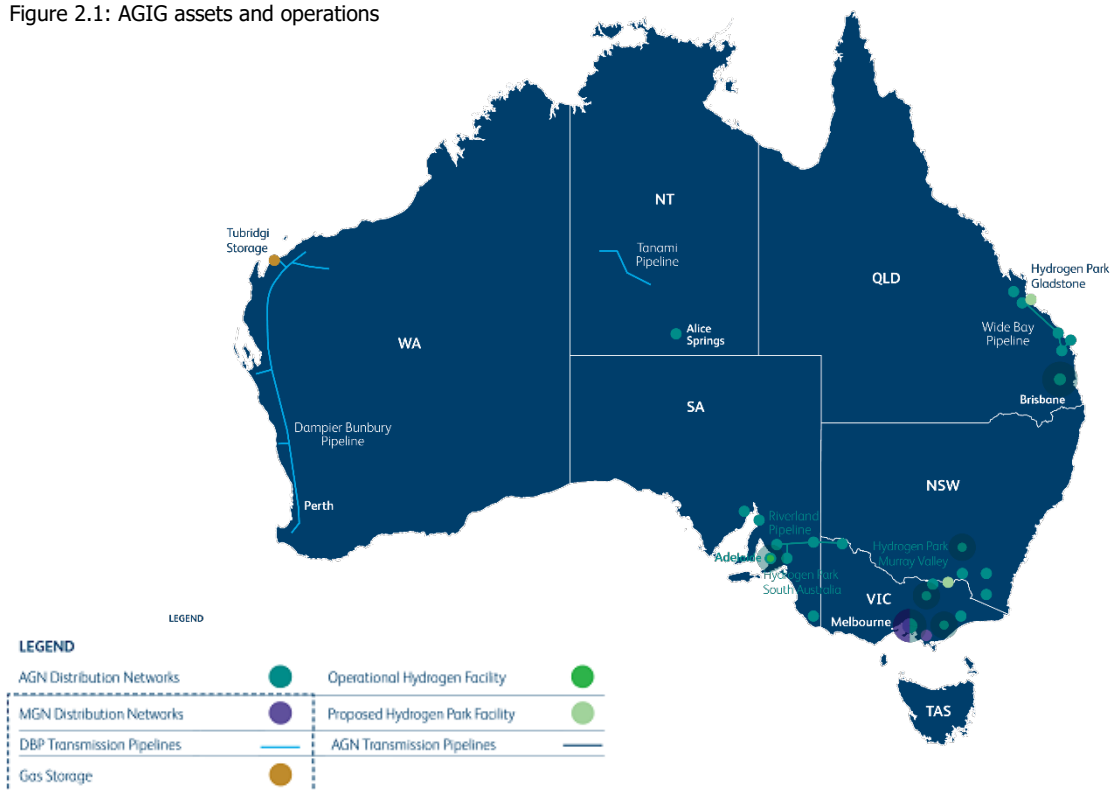 Figure 2.1: AGIG assets and operations
NT
Tubridgi
Storage
Tanami
Pipeline
Hydrogen Park
Gladstone
QLD
Wide Bay
Pipeline
Alice
Springs
WA
Brisbane
SA
Dampier Bunbury
Pipeline
NSW
Perth
Riverland
Pipeline
Hydrogen Park
Murray Valley
Adelaide
Hydrogen Park
South Australia
VIC
Melbourne
TAS
LEGEND
LEGEND
AGN Distribution Networks
Operational Hydrogen Facility
MGN Distribution Networks
Proposed Hydrogen Park Facility
DBP Transmission Pipelines
AGN Transmission Pipelines
Gas Storage